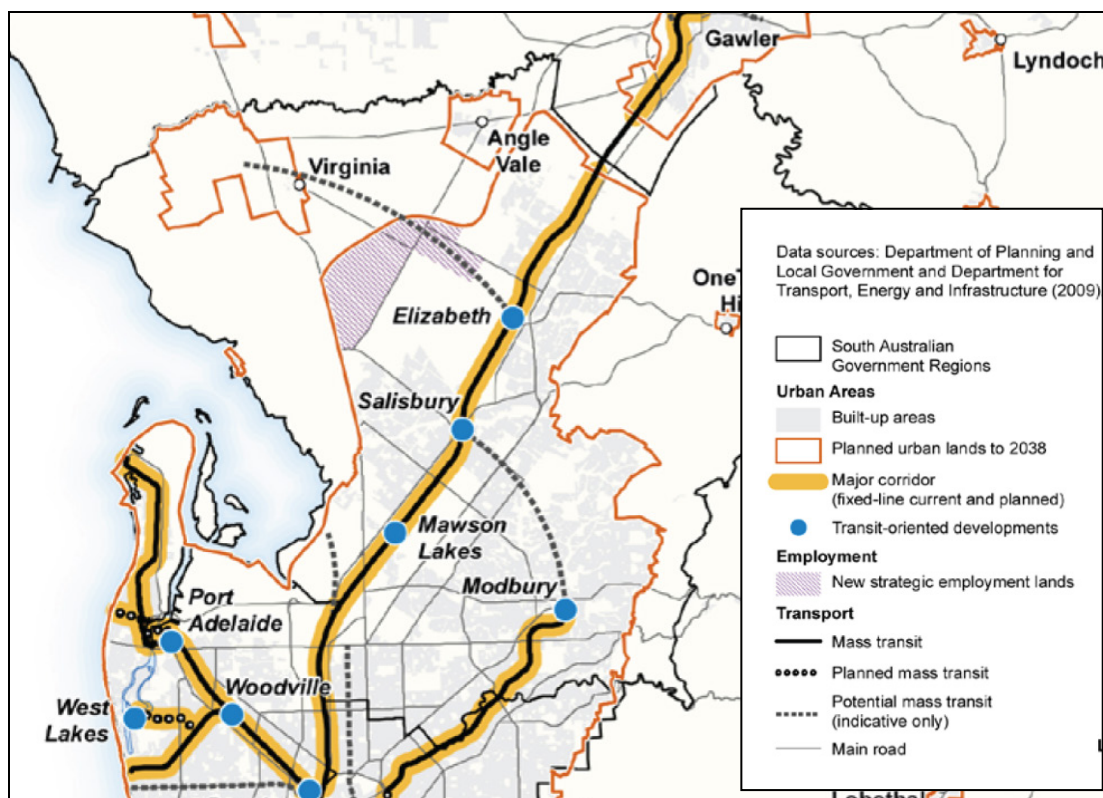 Gawler
Lyndoch
Angle
Vale
Virginia
Elizabeth
Salisbury
Mawson
Lakes
Modbury
Port
Adelaide
Woodville
West
Lakes
Data sources: Department of Planning and
Local Government and Department for
Transport, Energy and Infrastructure (2009)
South Australian
Government Regions
Urban Areas
Built-up areas
Planned urban lands to 2038
Major corridor
(fixed-line current and planned)
Transit-oriented developments
Employment
New strategic employment lands
Transport
Mass transit
Planned mass transit
Potential mass transit
(indicative only)
Main road